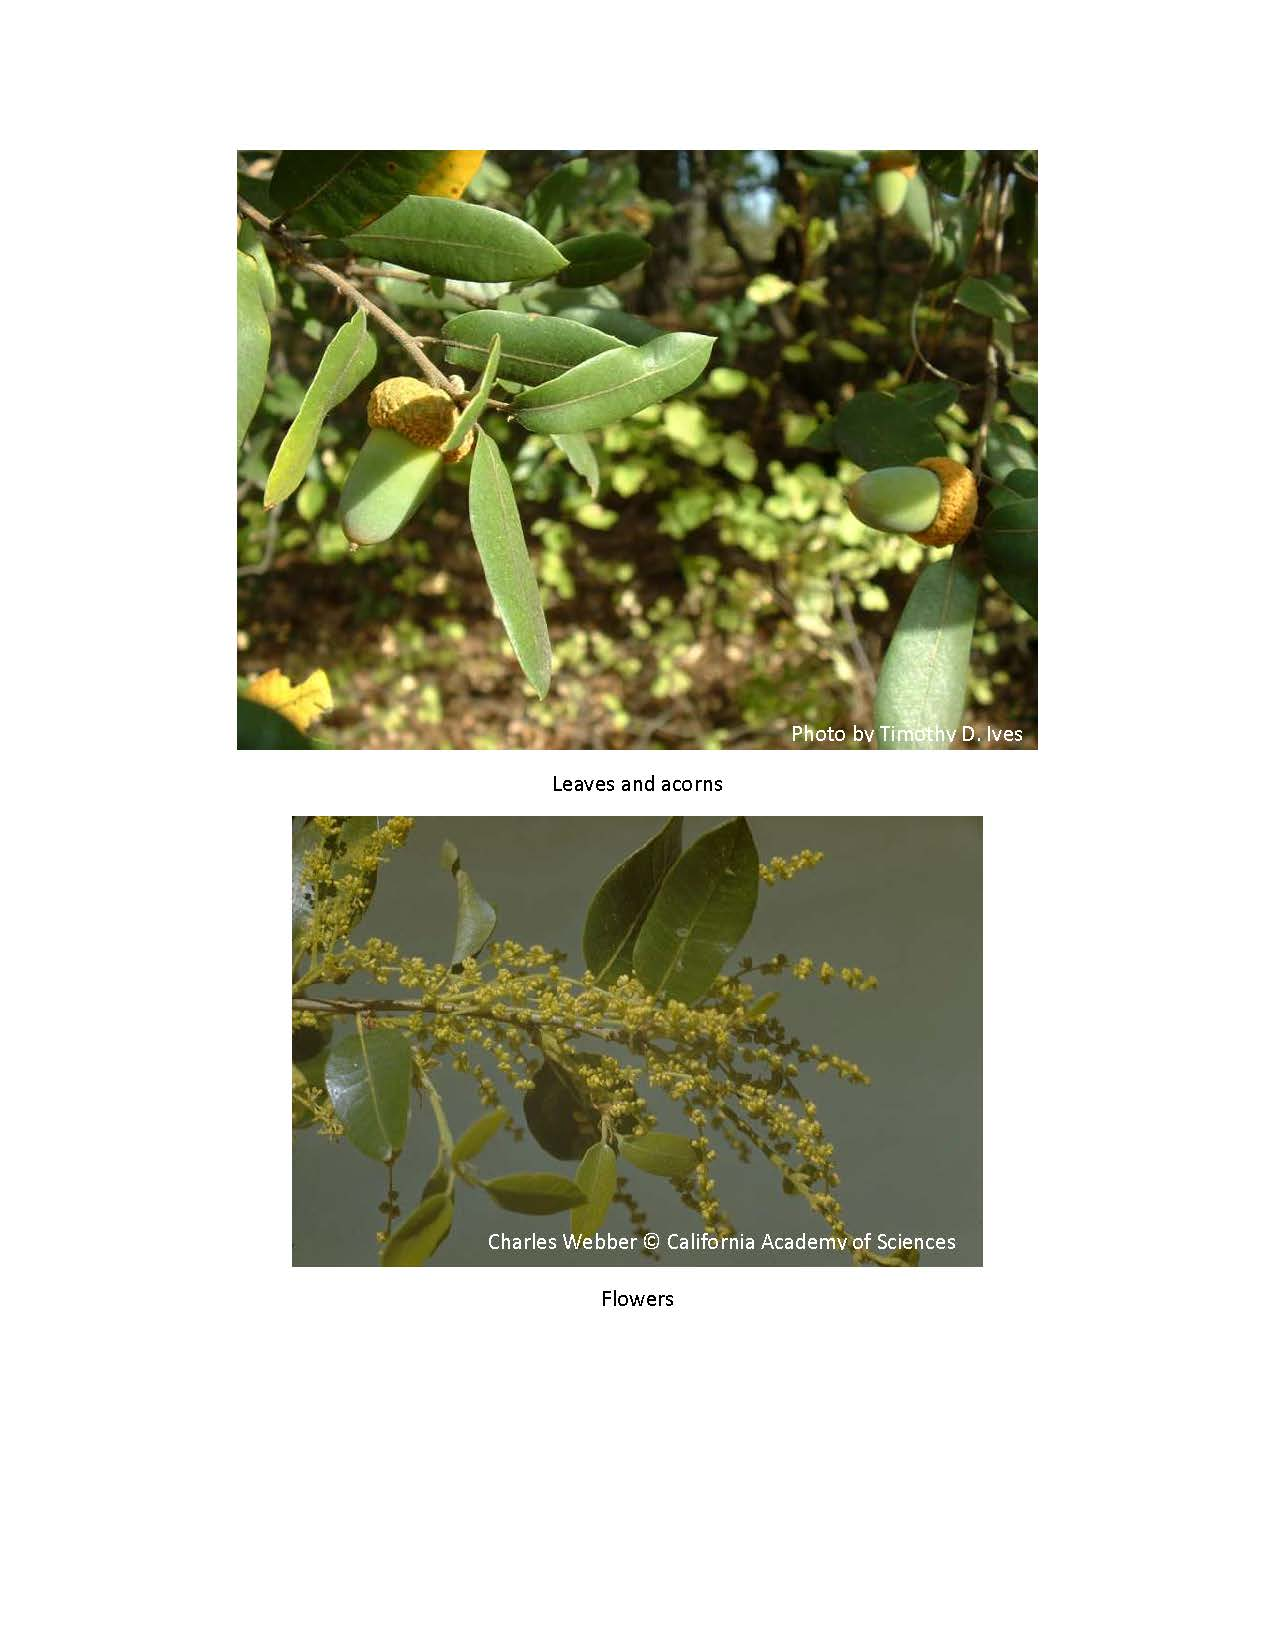 Photo by Timothy D. Ives
Leaves and acorns
Charles Webber © California Academy of Sciences
Flowers